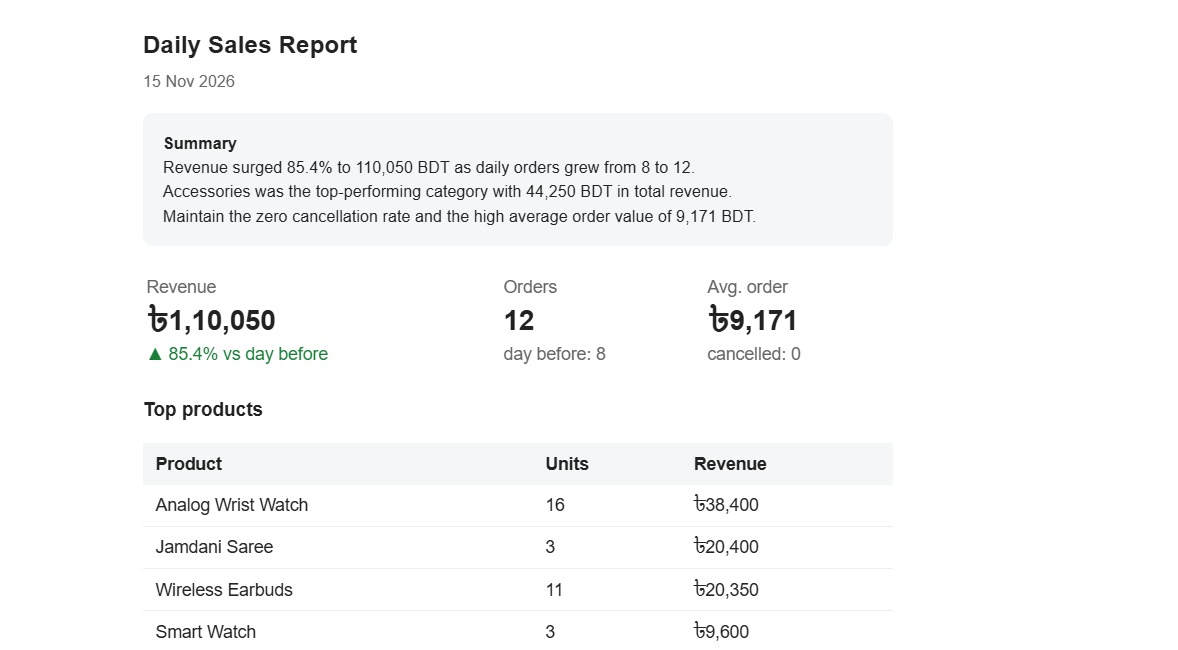 Daily Sales Report
15 Nov 2026
Summary
Revenue surged 85.4% to 110,050 BDT as daily orders grew from 8 to 12.
Accessories was the top-performing category with 44,250 BDT in total revenue.
Maintain the zero cancellation rate and the high average order value of 9,171 BDT.
Revenue Orders Avg. order
৳1,10,050 12 ৳9,171
▲ 85.4% vs day before day before: 8 cancelled: 0
Top products
Product Units Revenue
Analog Wrist Watch 16 ৳38,400
Jamdani Saree 3 ৳20,400
Wireless Earbuds 11 ৳20,350
Smart Watch 3 ৳9,600